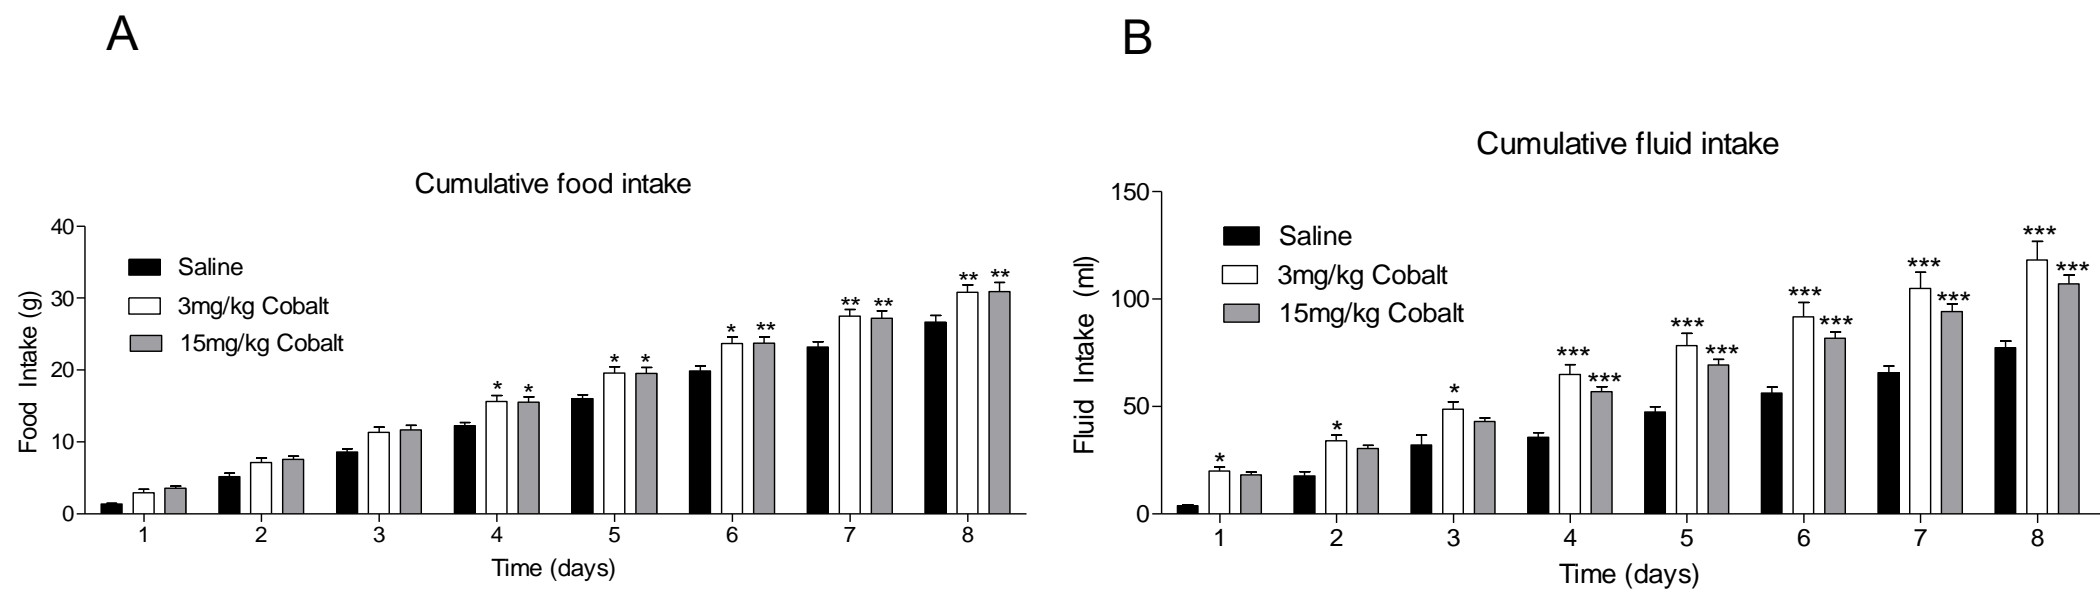 A
Cumulative food intake
40
30
20
10
0
Food Intake (g)
Saline
3mg/kg Cobalt
15mg/kg Cobalt
* *
* *
* **
** **
** **
1 2 3 4 5 6 7 8
Time (days)
B
Cumulative fluid intake
150
100
50
0
Fluid Intake (ml)
Saline
3mg/kg Cobalt
15mg/kg Cobalt
*
*
*
*** ***
*** ***
*** ***
*** ***
*** ***
1 2 3 4 5 6 7 8
Time (days)